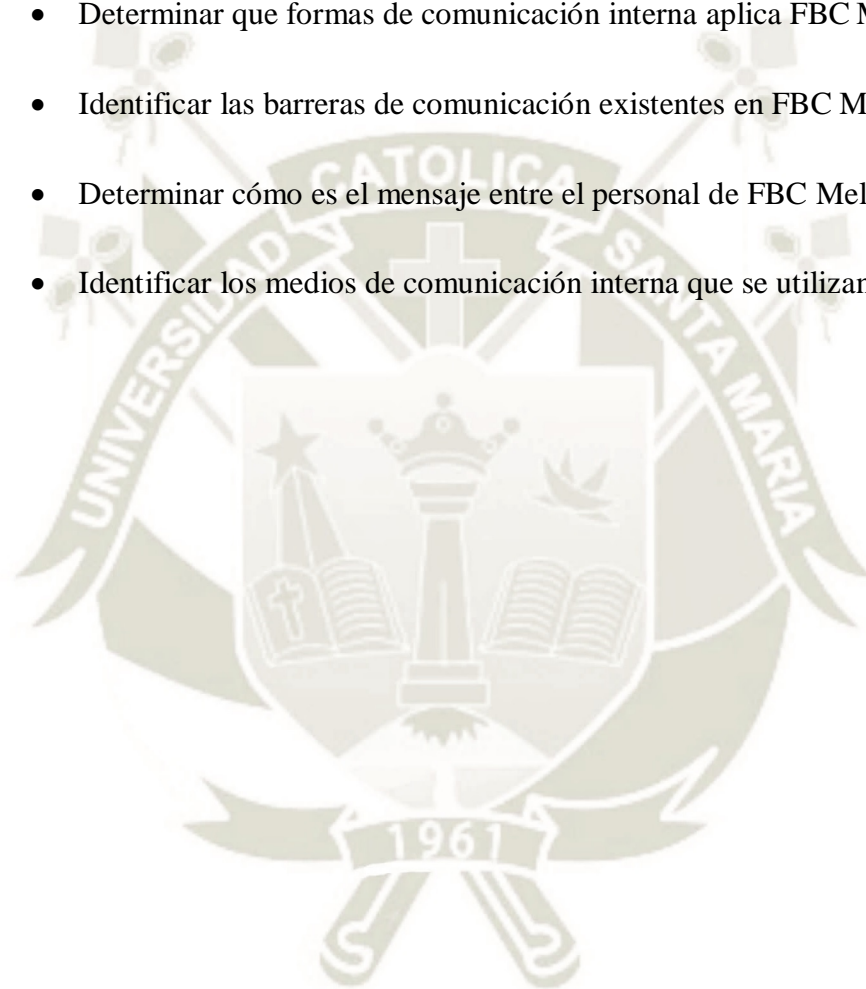 • Determinar que formas de comunicación interna aplica FBC
• Identificar las barreras de comunicación existentes en FBC
• Determinar cómo es el mensaje entre el personal de FBC Mel
• Identificar los medios de comunicación interna que se utilizan
UNIVERSIDAD CATOLICA SANTA MARIA
1961